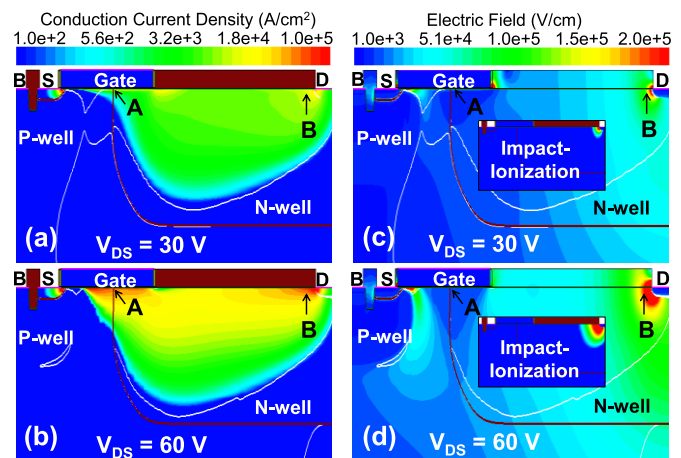 Conduction Current Density (A/cm²)
1.0e+2 5.6e+2 3.2e+3 1.8e+4 1.0e+5
B S Gate D
A
B
P-well
N-well
(a)
V_DS = 30 V
B S Gate D
A
B
P-well
N-well
(b)
V_DS = 60 V
Electric Field (V/cm)
1.0e+3 5.1e+4 1.0e+5 1.5e+5 2.0e+5
B S Gate D
A
B
P-well
Impact-
Ionization
N-well
(c)
V_DS = 30 V
B S Gate D
A
B
P-well
Impact-
Ionization
N-well
(d)
V_DS = 60 V